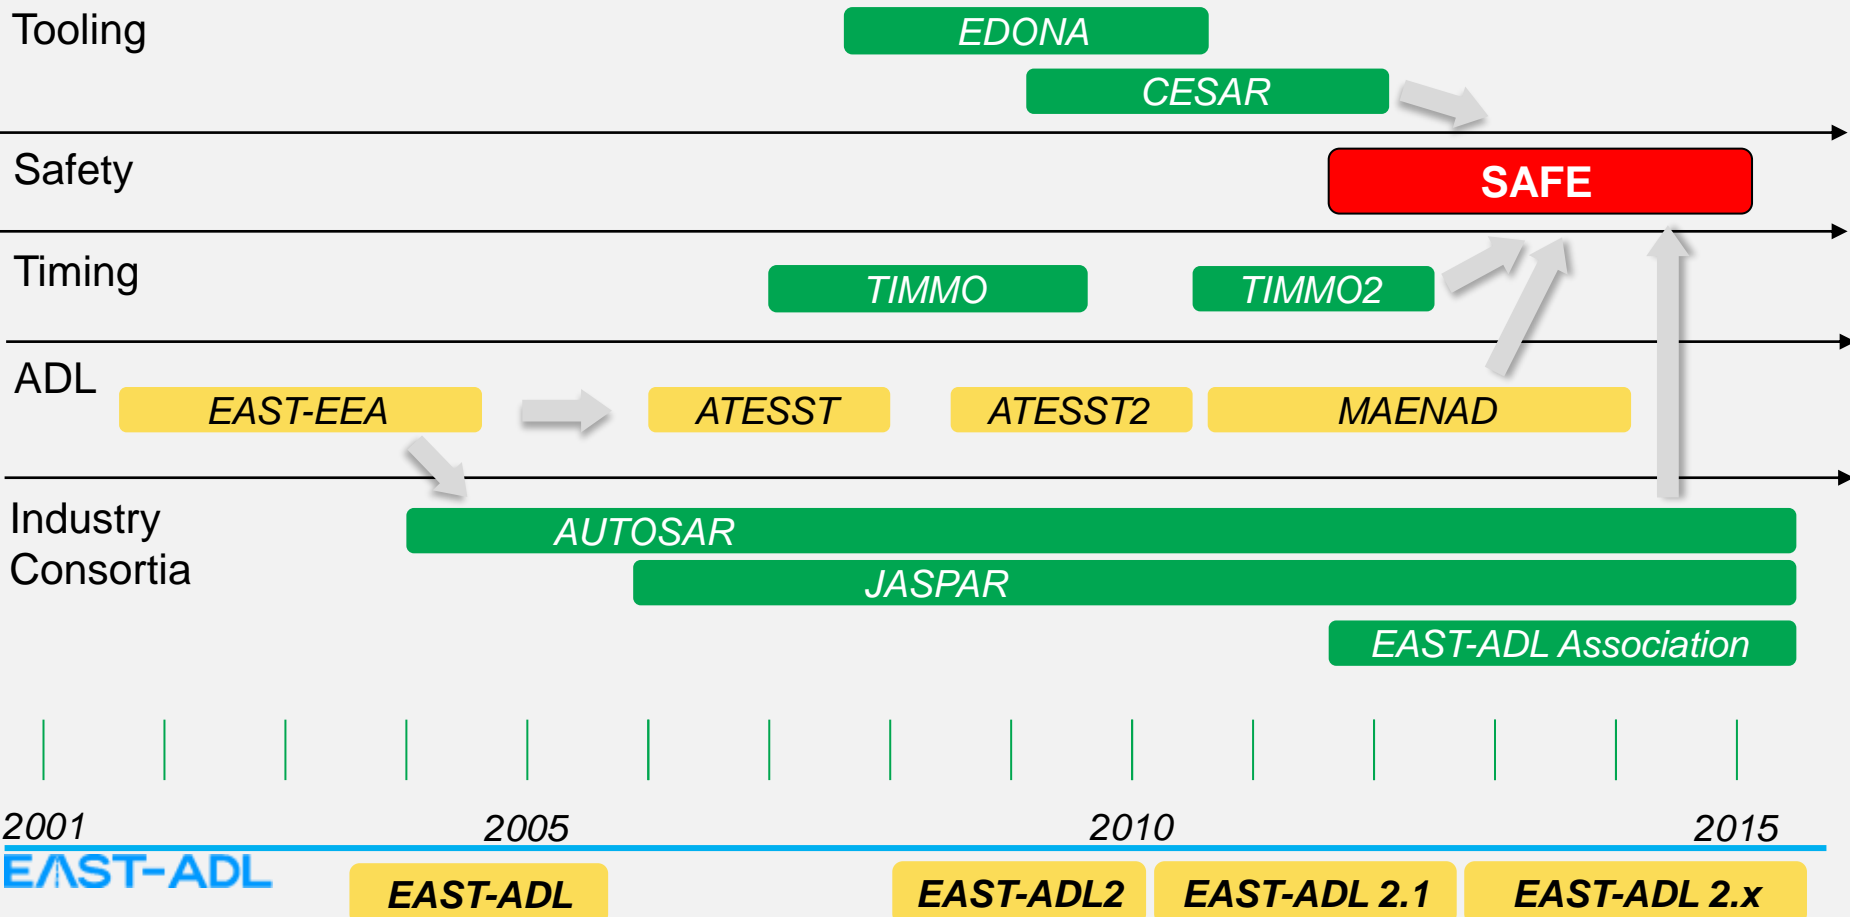 Tooling
EDONA
CESAR
Safety
SAFE
Timing
TIMMO
TIMMO2
ADL
EAST-EEA
ATESST
ATESST2
MAENAD
Industry
Consortia
AUTOSAR
JASPAR
EAST-ADL Association
2001
2005
2010
2015
EAST-ADL
EAST-ADL
EAST-ADL2
EAST-ADL 2.1
EAST-ADL 2.x